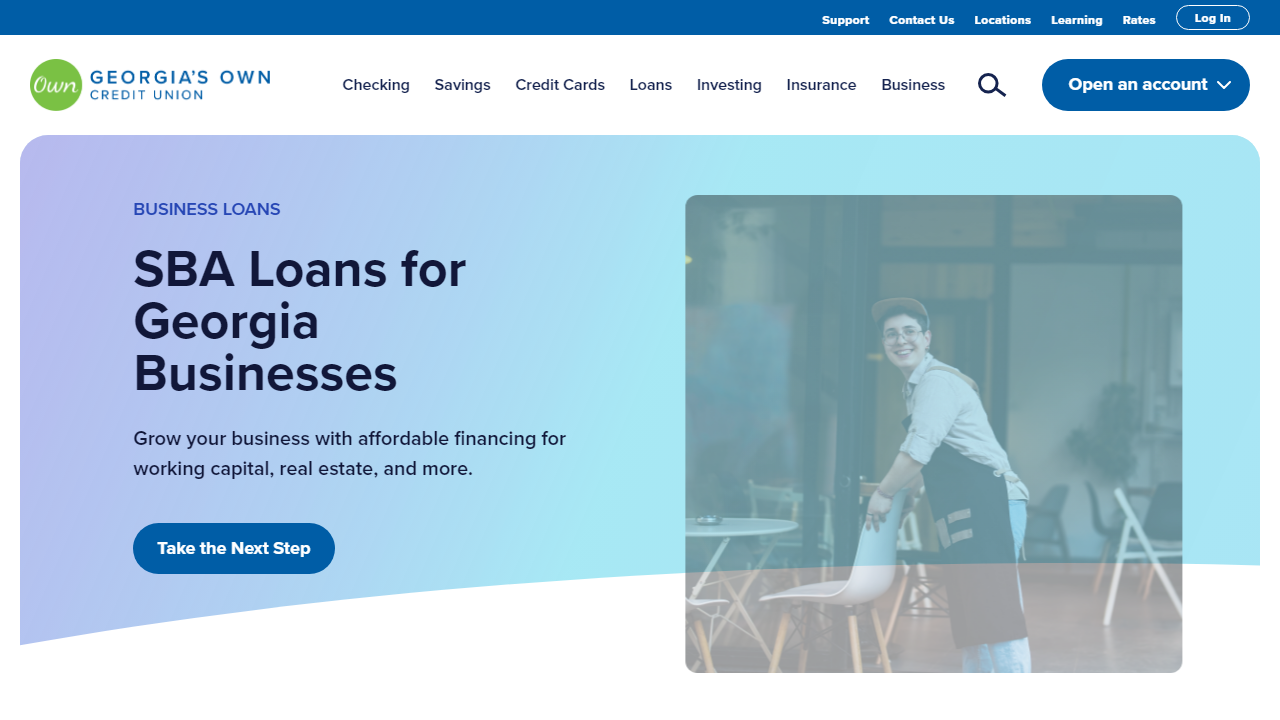 Support Contact Us Locations Learning Rates Log In
Own
GEORGIA'S OWN
CREDIT UNION
Checking Savings Credit Cards Loans Investing Insurance Business
Open an account
BUSINESS LOANS
SBA Loans for
Georgia
Businesses
Grow your business with affordable financing for
working capital, real estate, and more.
Take the Next Step